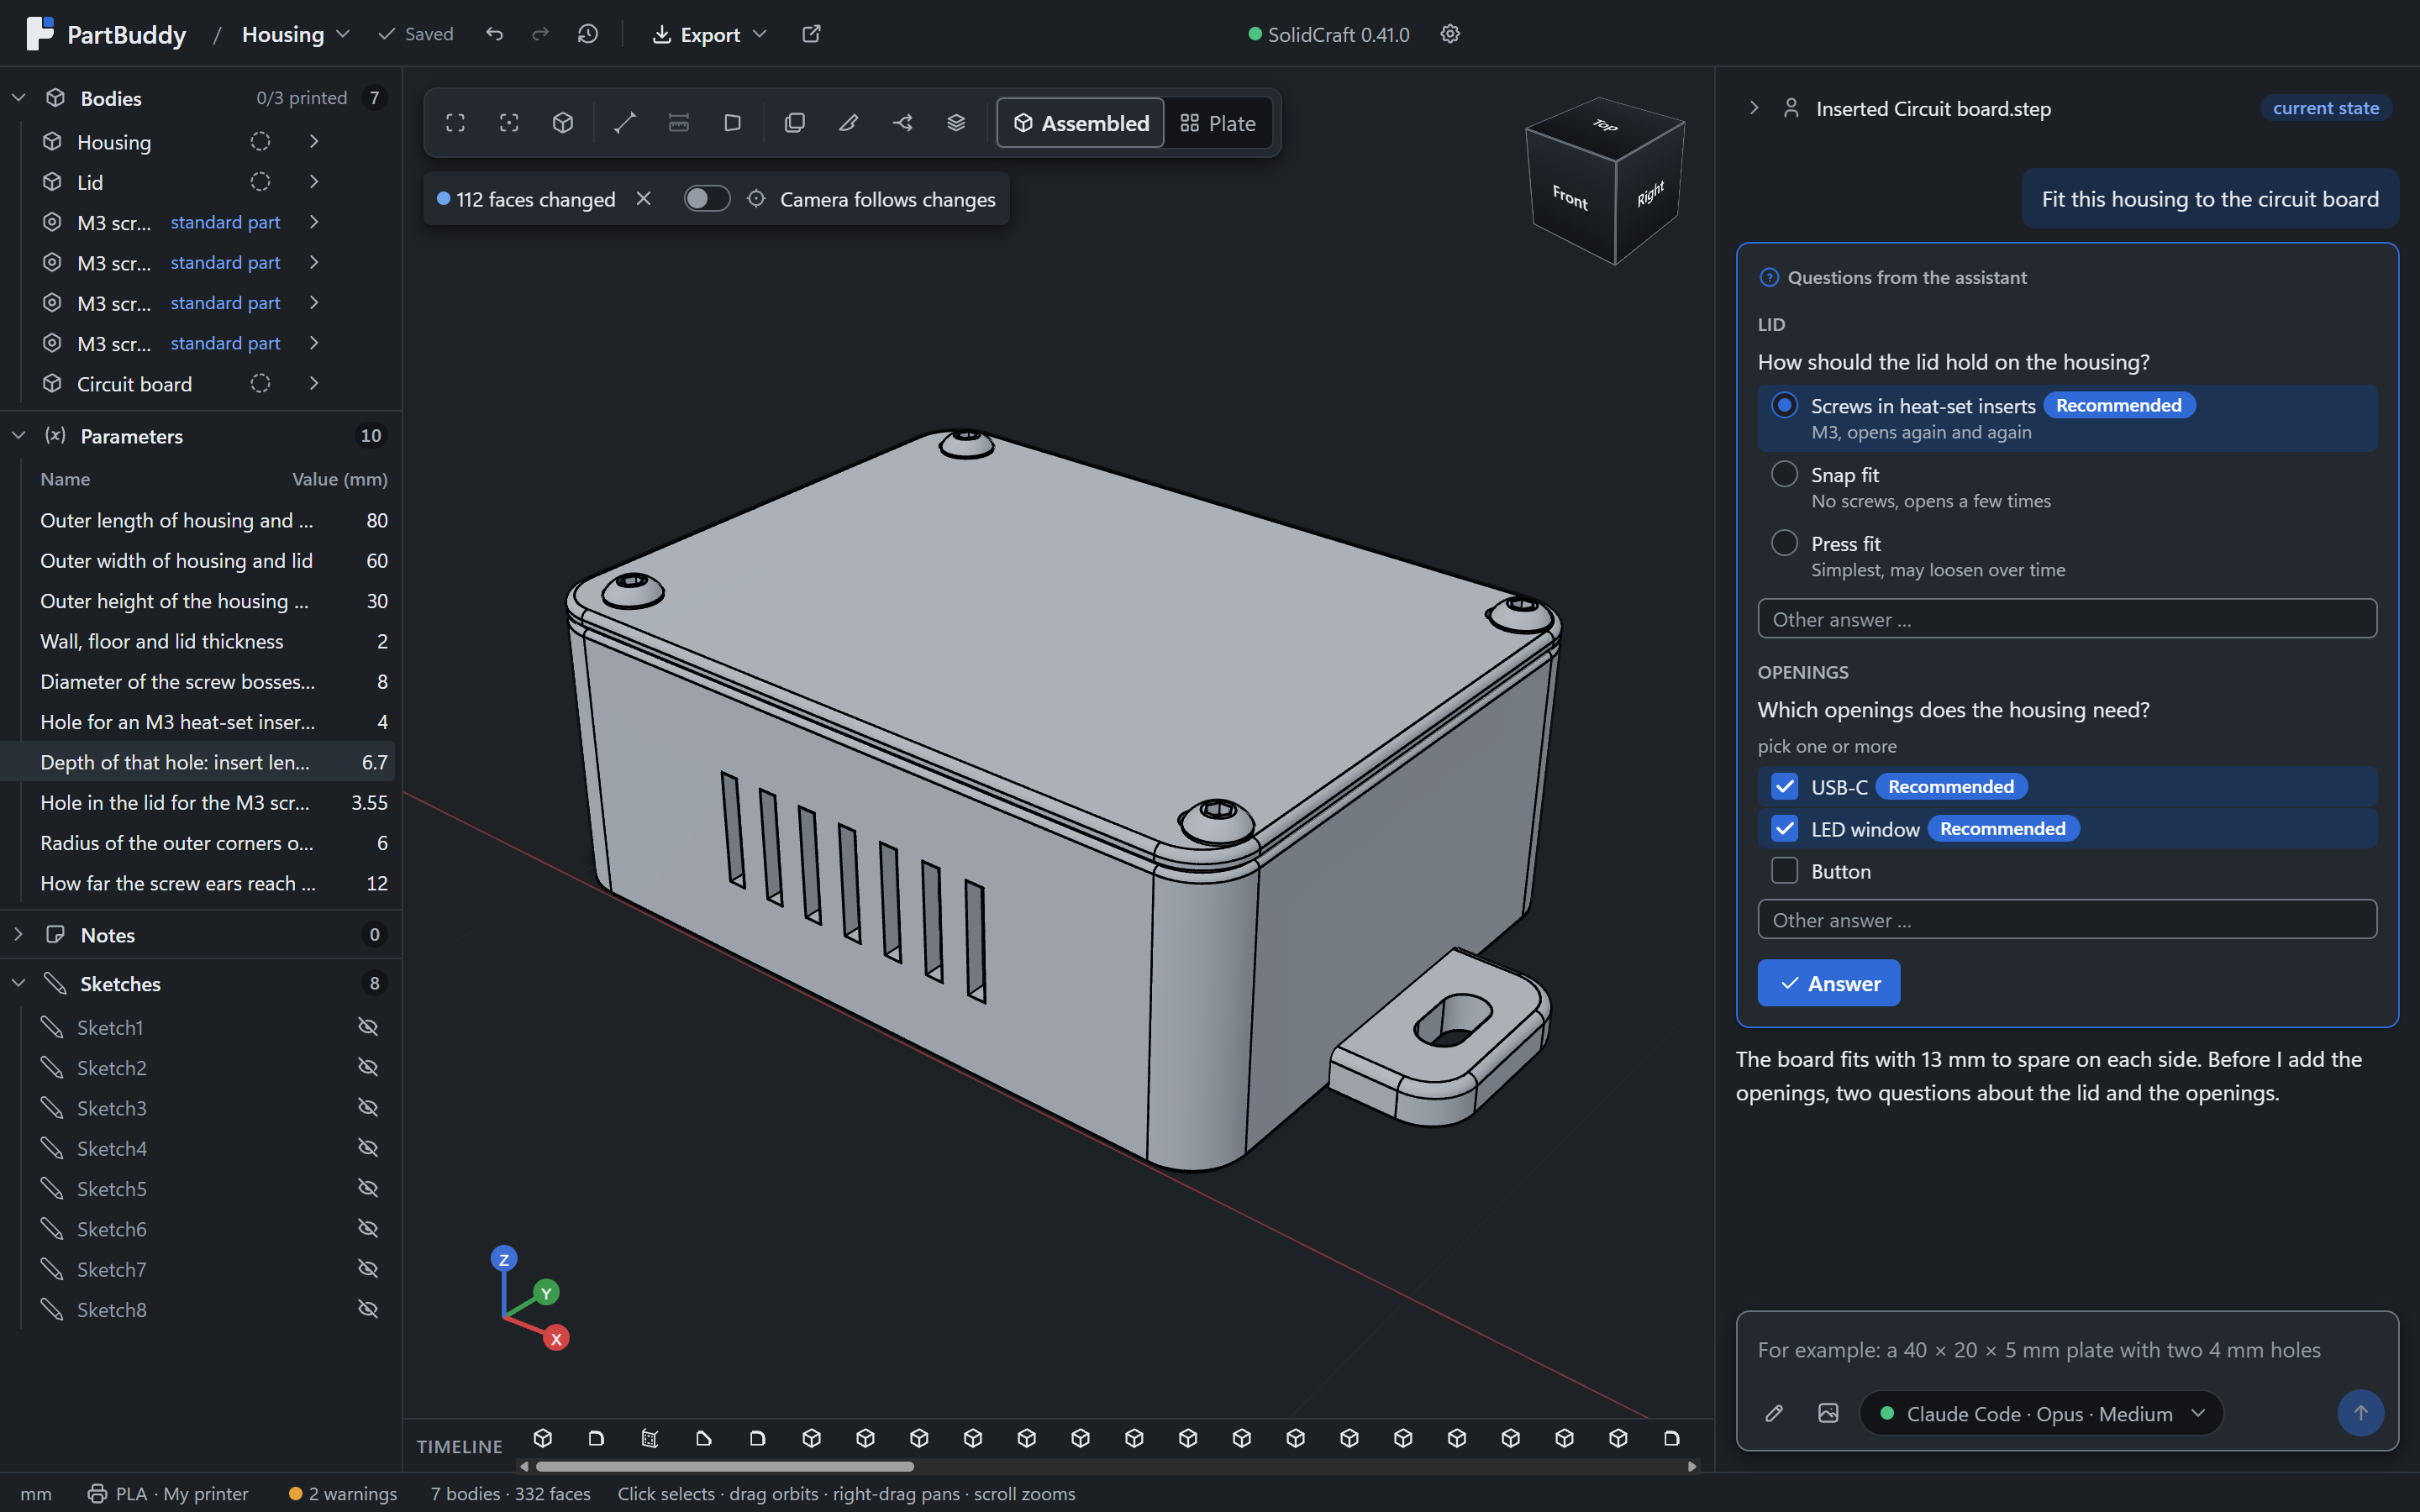 PartBuddy / Housing Saved Export SolidCraft 0.41.0
Bodies 0/3 printed 7
Housing
Lid
M3 scr... standard part
M3 scr... standard part
M3 scr... standard part
M3 scr... standard part
Circuit board
(x) Parameters 10
Name Value (mm)
Outer length of housing and ... 80
Outer width of housing and lid 60
Outer height of the housing ... 30
Wall, floor and lid thickness 2
Diameter of the screw bosses... 8
Hole for an M3 heat-set inser... 4
Depth of that hole: insert len... 6.7
Hole in the lid for the M3 scr... 3.55
Radius of the outer corners o... 6
How far the screw ears reach ... 12
Notes 0
Sketches 8
Sketch1
Sketch2
Sketch3
Sketch4
Sketch5
Sketch6
Sketch7
Sketch8
Assembled Plate
112 faces changed Camera follows changes
Top
Front
Right
Z
Y
X
TIMELINE
Inserted Circuit board.step current state
Fit this housing to the circuit board
Questions from the assistant
LID
How should the lid hold on the housing?
Screws in heat-set inserts Recommended
M3, opens again and again
Snap fit
No screws, opens a few times
Press fit
Simplest, may loosen over time
Other answer ...
OPENINGS
Which openings does the housing need?
pick one or more
USB-C Recommended
LED window Recommended
Button
Other answer ...
Answer
The board fits with 13 mm to spare on each side. Before I add the
openings, two questions about the lid and the openings.
For example: a 40 × 20 × 5 mm plate with two 4 mm holes
Claude Code · Opus · Medium
mm PLA · My printer 2 warnings 7 bodies · 332 faces Click selects · drag orbits · right-drag pans · scroll zooms